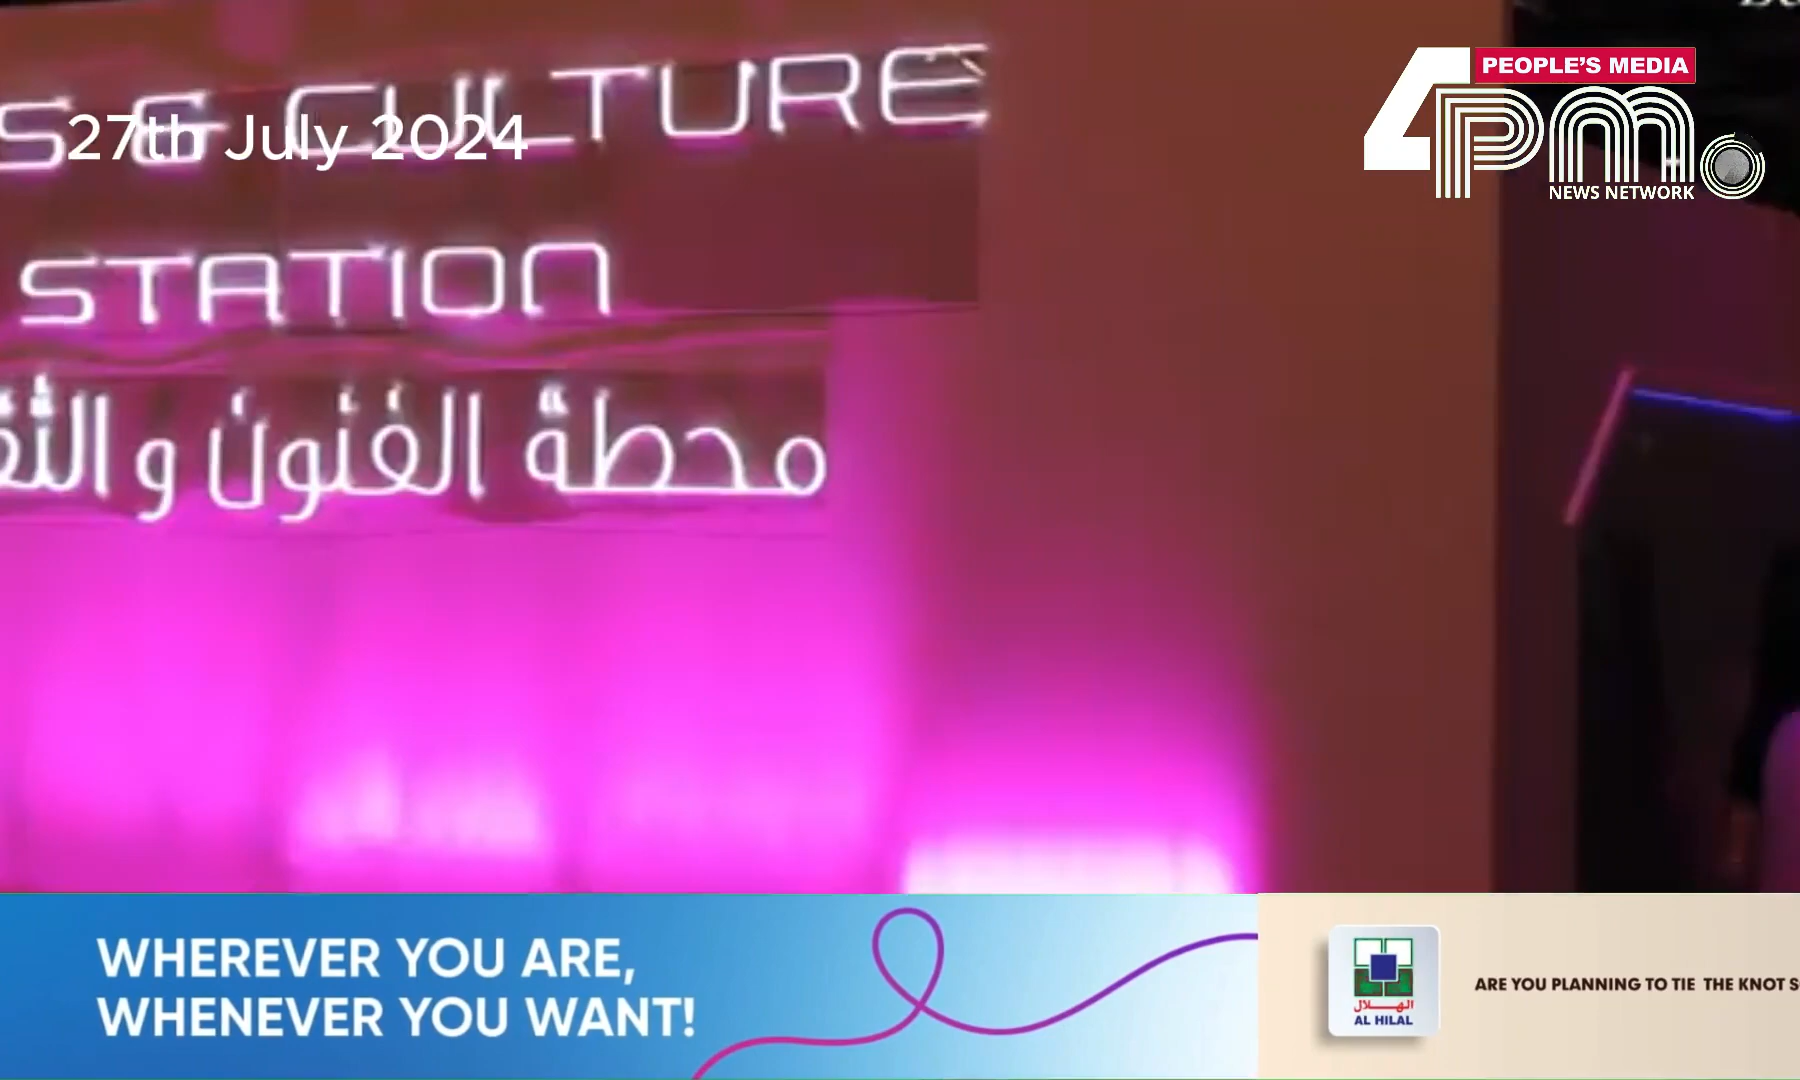 S & CULTURE
27th July 2024
STATION
محطة الفنون و
PEOPLE'S MEDIA
4pm.
NEWS NETWORK
WHEREVER YOU ARE,
WHENEVER YOU WANT!
الهلال
AL HILAL
ARE YOU PLANNING TO TIE THE KNOT S